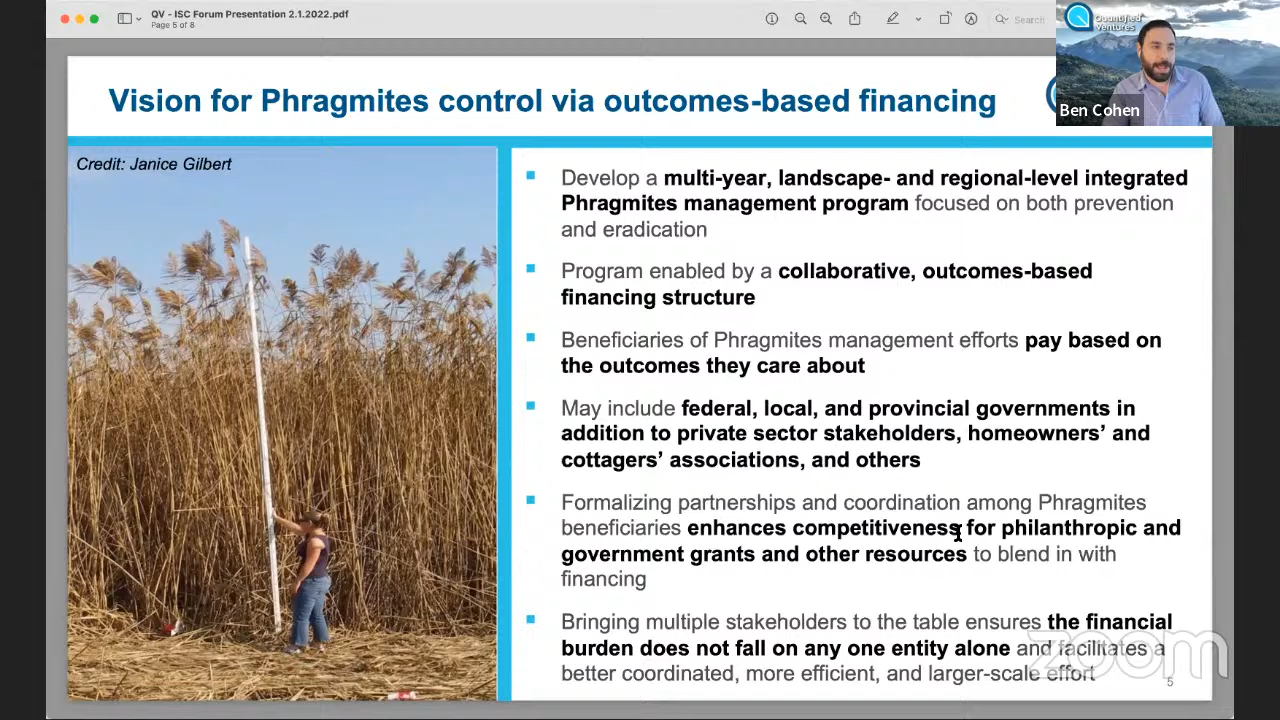 QV - ISC Forum Presentation 2.1.2022.pdf
Page 5 of 8
Search
Quantified Ventures
Ben Cohen
Vision for Phragmites control via outcomes-based financing
Credit: Janice Gilbert
Develop a multi-year, landscape- and regional-level integrated
Phragmites management program focused on both prevention
and eradication
Program enabled by a collaborative, outcomes-based
financing structure
Beneficiaries of Phragmites management efforts pay based on
the outcomes they care about
May include federal, local, and provincial governments in
addition to private sector stakeholders, homeowners’ and
cottagers’ associations, and others
Formalizing partnerships and coordination among Phragmites
beneficiaries enhances competitiveness for philanthropic and
government grants and other resources to blend in with
financing
Bringing multiple stakeholders to the table ensures the financial
burden does not fall on any one entity alone and facilitates a
better coordinated, more efficient, and larger-scale effort
5
zoom